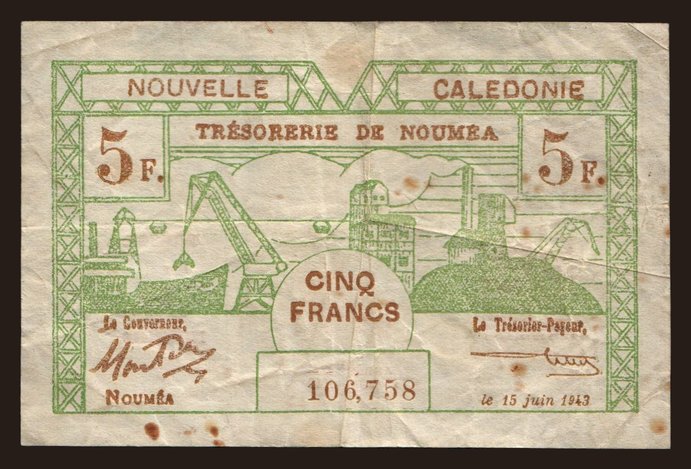 NOUVELLE CALEDONIE
TRÉSORERIE DE NOUMÉA
5 F.
5 F.
CINQ
FRANCS
Le Gouverneur,
Le Trésorier-Payeur,
NOUMÉA
106,758
le 15 juin 1943